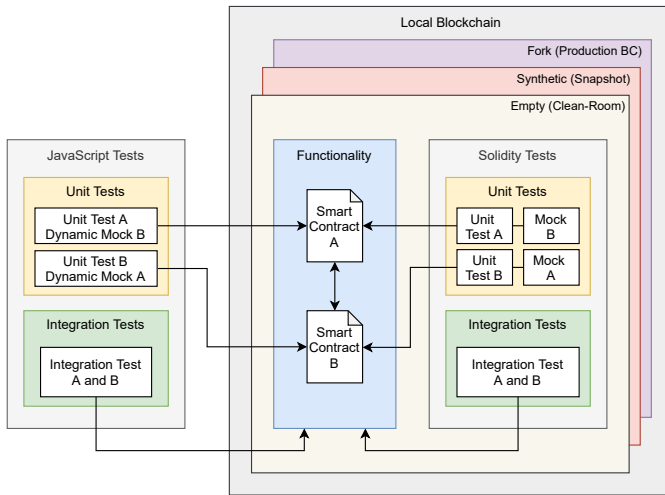 Local Blockchain
Fork (Production BC)
Synthetic (Snapshot)
Empty (Clean-Room)
JavaScript Tests
Unit Tests
Unit Test A
Dynamic Mock B
Unit Test B
Dynamic Mock A
Integration Tests
Integration Test
A and B
Functionality
Smart
Contract
A
Smart
Contract
B
Solidity Tests
Unit Tests
Unit
Test A
Mock
B
Unit
Test B
Mock
A
Integration Tests
Integration Test
A and B